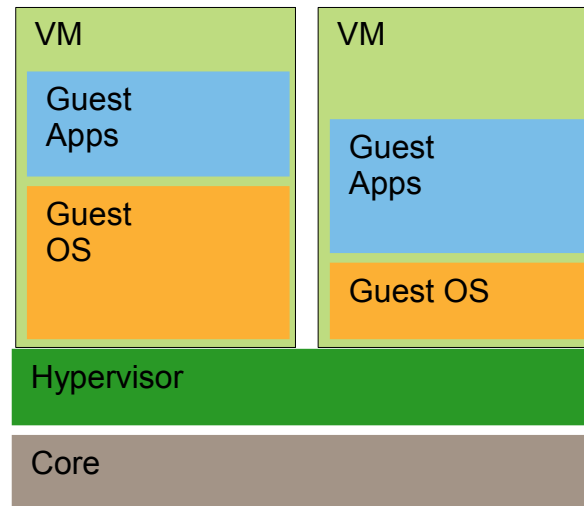 VM
Guest
Apps
Guest
OS
VM
Guest
Apps
Guest OS
Hypervisor
Core